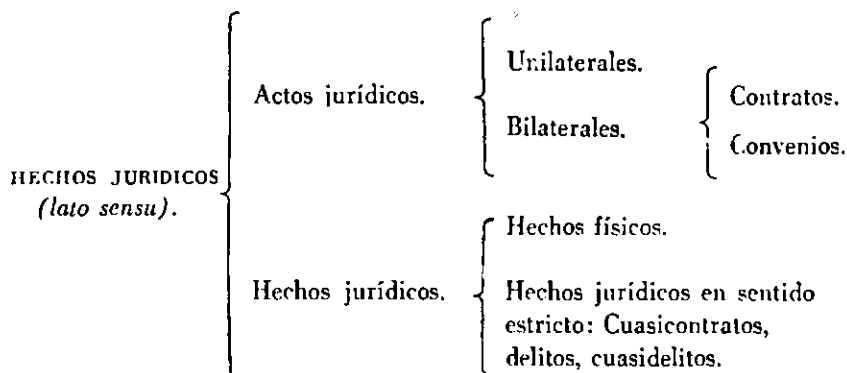 Unilaterales.
Actos jurídicos.
Contratos.
Bilaterales.
Convenios.
HECHOS JURIDICOS
(lato sensu).
Hechos físicos.
Hechos jurídicos.
Hechos jurídicos en sentido
estricto: Cuasicontratos,
delitos, cuasidelitos.